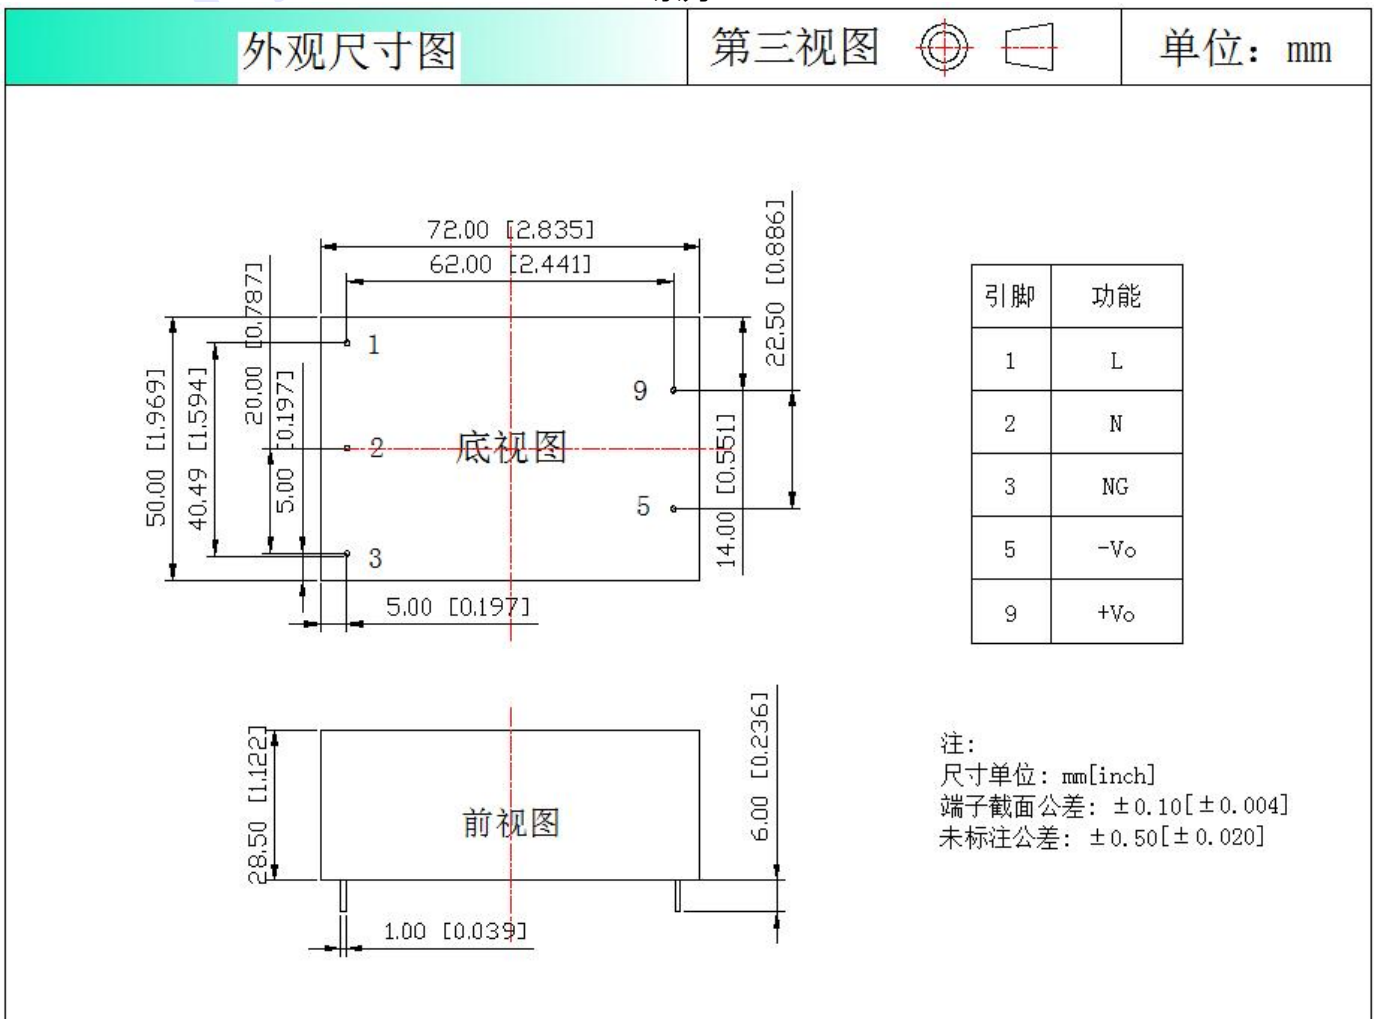 外观尺寸图
第三视图
单位: mm
72.00 [2.835]
62.00 [2.441]
22.50 [0.886]
20.00 [0.787]
50.00 [1.969]
40.49 [1.594]
5.00 [0.197]
14.00 [0.551]
1
2
3
9
5
底视图
5.00 [0.197]
引脚 功能
1 L
2 N
3 NG
5 -Vo
9 +Vo
28.50 [1.122]
前视图
6.00 [0.236]
1.00 [0.039]
注:
尺寸单位: mm[inch]
端子截面公差: ±0.10[±0.004]
未标注公差: ±0.50[±0.020]